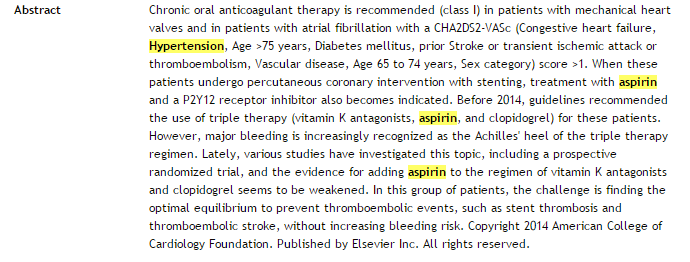 Abstract Chronic oral anticoagulant therapy is recommended (class I) in patients with mechanical heart
valves and in patients with atrial fibrillation with a CHA2DS2-VASc (Congestive heart failure,
Hypertension, Age >75 years, Diabetes mellitus, prior Stroke or transient ischemic attack or
thromboembolism, Vascular disease, Age 65 to 74 years, Sex category) score >1. When these
patients undergo percutaneous coronary intervention with stenting, treatment with aspirin
and a P2Y12 receptor inhibitor also becomes indicated. Before 2014, guidelines recommended
the use of triple therapy (vitamin K antagonists, aspirin, and clopidogrel) for these patients.
However, major bleeding is increasingly recognized as the Achilles' heel of the triple therapy
regimen. Lately, various studies have investigated this topic, including a prospective
randomized trial, and the evidence for adding aspirin to the regimen of vitamin K antagonists
and clopidogrel seems to be weakened. In this group of patients, the challenge is finding the
optimal equilibrium to prevent thromboembolic events, such as stent thrombosis and
thromboembolic stroke, without increasing bleeding risk. Copyright 2014 American College of
Cardiology Foundation. Published by Elsevier Inc. All rights reserved.